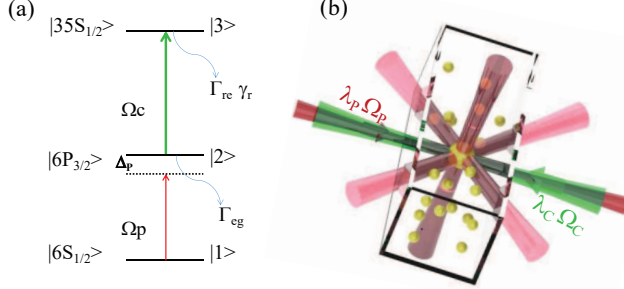 (a)
|35S₁/₂> |3>
Γre γr
Ωc
|6P₃/₂> |2>
Δₚ
Γeg
Ωp
|6S₁/₂> |1>
(b)
λP ΩP
λC ΩC